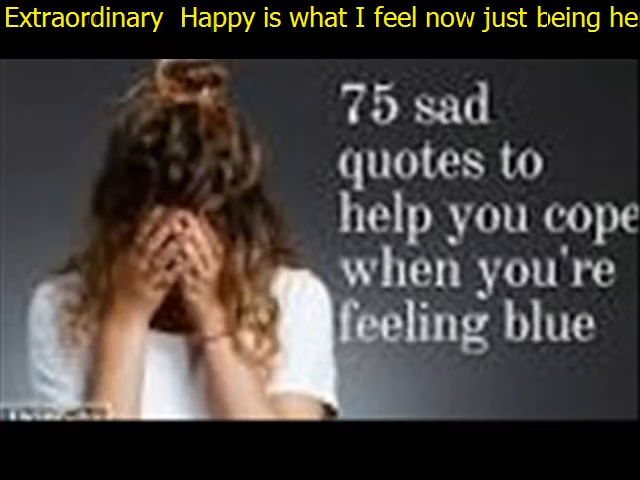 Extraordinary  Happy is what I feel now just being he
75 sad
quotes to
help you cope
when you're
feeling blue